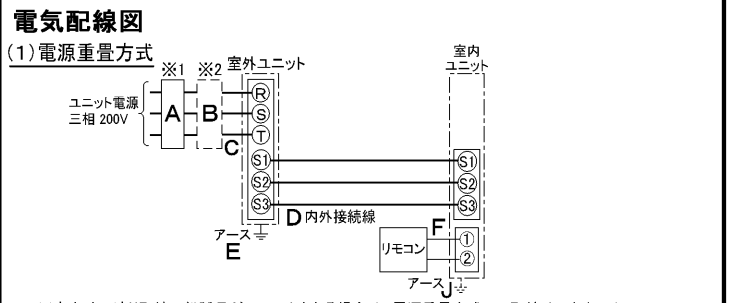 電気配線図
(1)電源重畳方式
※1 ※2 室外ユニット
室内
ユニット
ユニット電源
三相 200V
A
B
C
R
S
T
S1
S2
S3
S1
S2
S3
D 内外接続線
アース
E
リモコン
F
1
2
アース J